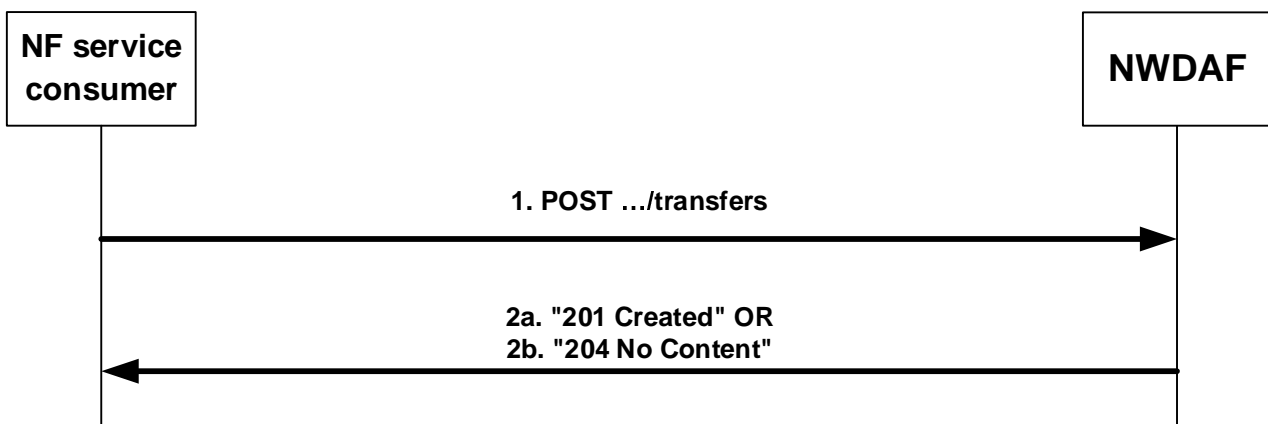 NF service
consumer
NWDAF
1. POST …/transfers
2a. "201 Created" OR
2b. "204 No Content"